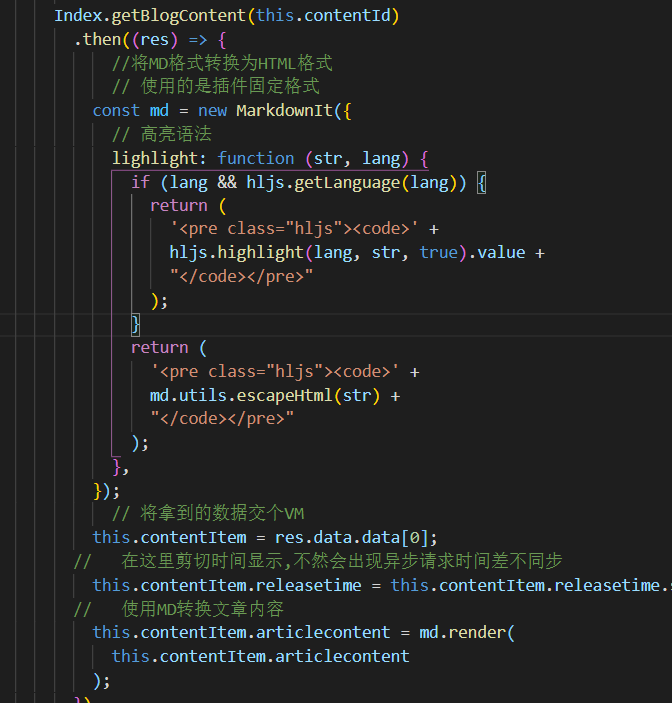 Index.getBlogContent(this.contentId)
.then((res) => {
//将MD格式转换为HTML格式
// 使用的是插件固定格式
const md = new MarkdownIt({
// 高亮语法
lighlight: function (str, lang) {
if (lang && hljs.getLanguage(lang)) {
return (
'<pre class="hljs"><code>' +
hljs.highlight(lang, str, true).value +
"</code></pre>"
);
}
return (
'<pre class="hljs"><code>' +
md.utils.escapeHtml(str) +
"</code></pre>"
);
},
});
// 将拿到的数据交个VM
this.contentItem = res.data.data[0];
// 在这里剪切时间显示,不然会出现异步请求时间差不同步
this.contentItem.releasetime = this.contentItem.releasetime.
// 使用MD转换文章内容
this.contentItem.articlecontent = md.render(
this.contentItem.articlecontent
);
})